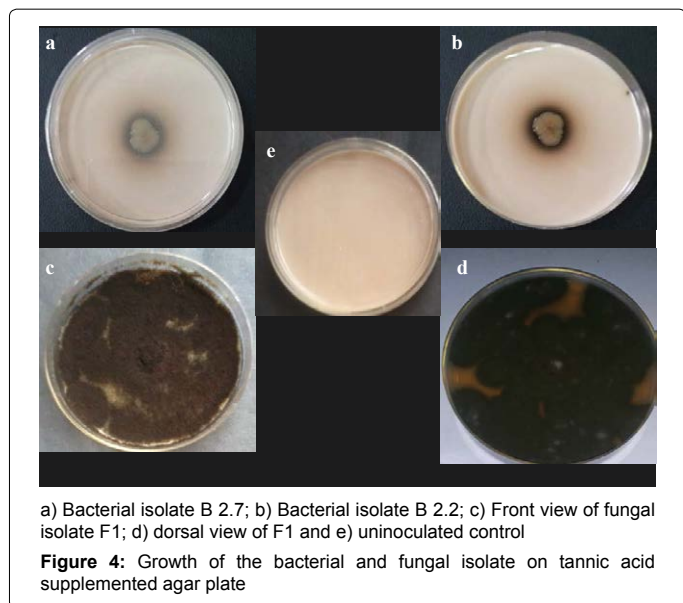 a
b
e
c
d
a) Bacterial isolate B 2.7; b) Bacterial isolate B 2.2; c) Front view of fungal
isolate F1; d) dorsal view of F1 and e) uninoculated control
Figure 4: Growth of the bacterial and fungal isolate on tannic acid
supplemented agar plate